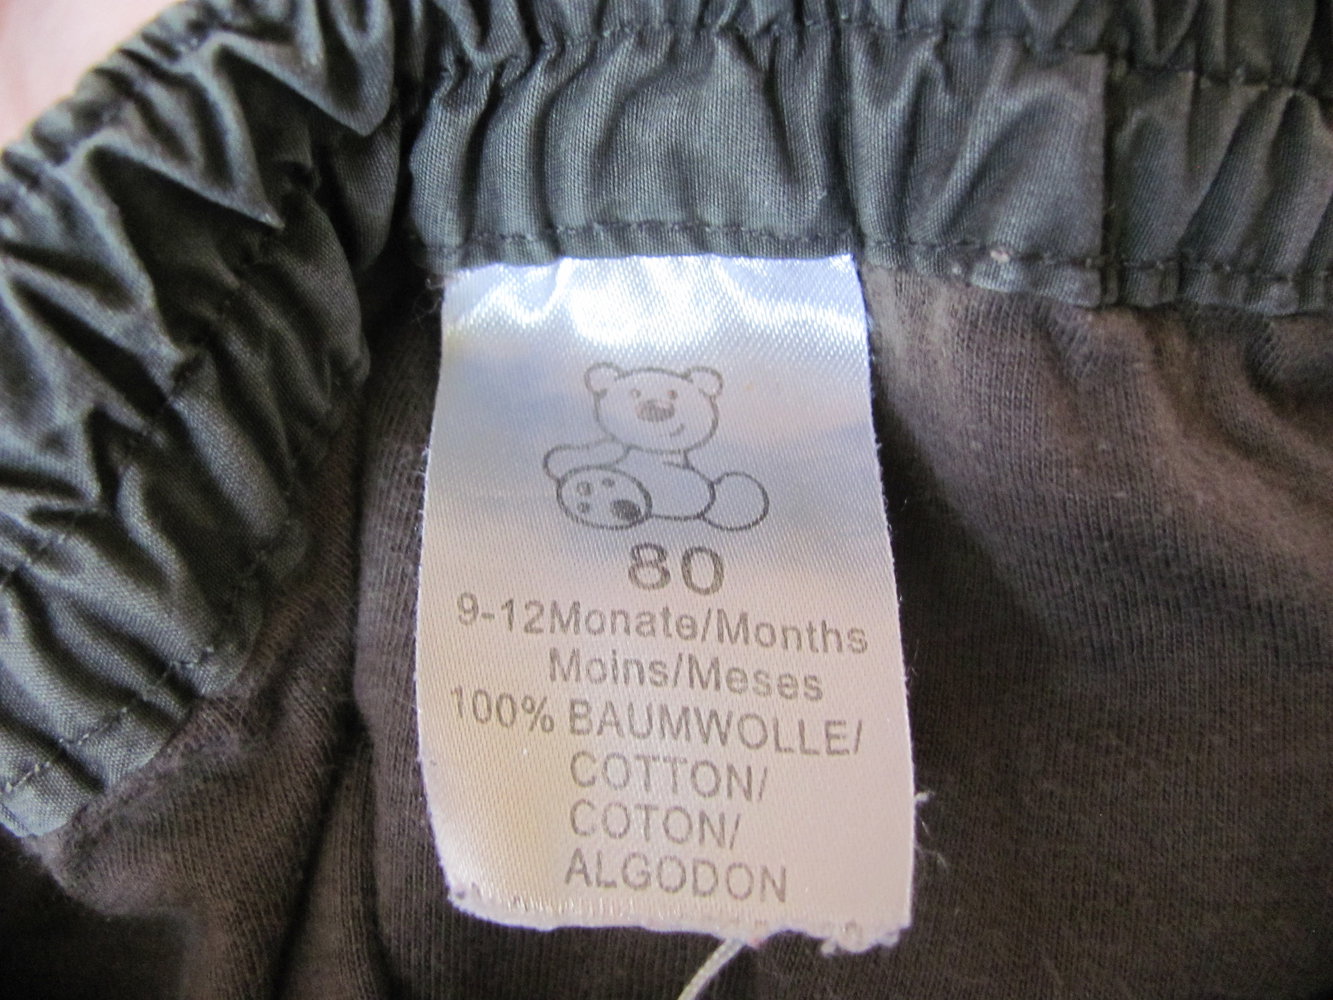 80
9-12Monate/Months
Moins/Meses
100% BAUMWOLLE/
COTTON/
COTON/
ALGODON